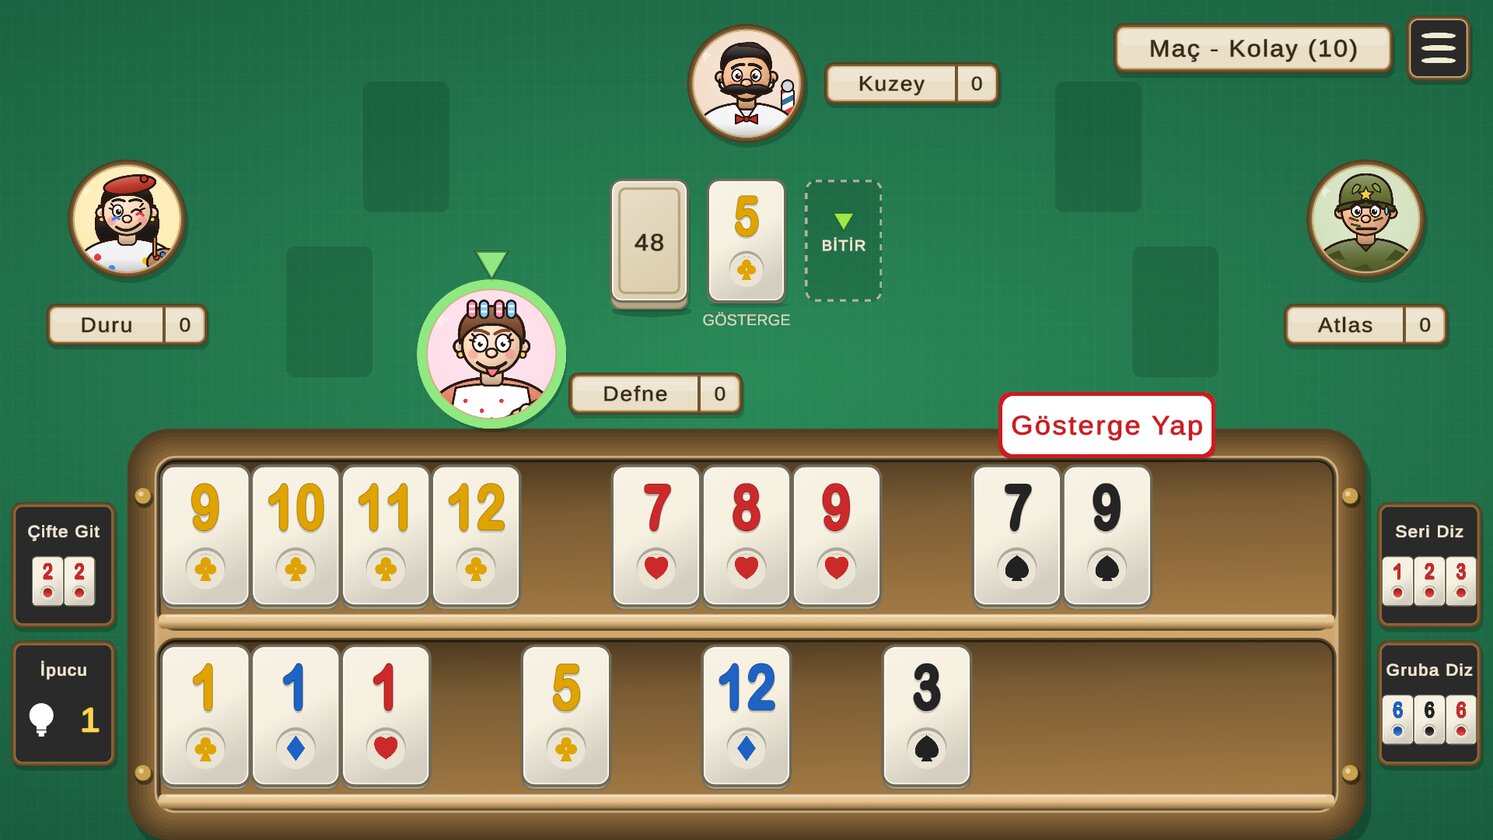 Maç - Kolay (10)
Kuzey 0
Duru 0
48
5
BİTİR
GÖSTERGE
Atlas 0
Defne 0
Gösterge Yap
9 10 11 12 7 8 9 7 9
1 1 1 5 12 3
Çifte Git
2 2
İpucu
1
Seri Diz
1 2 3
Gruba Diz
6 6 6